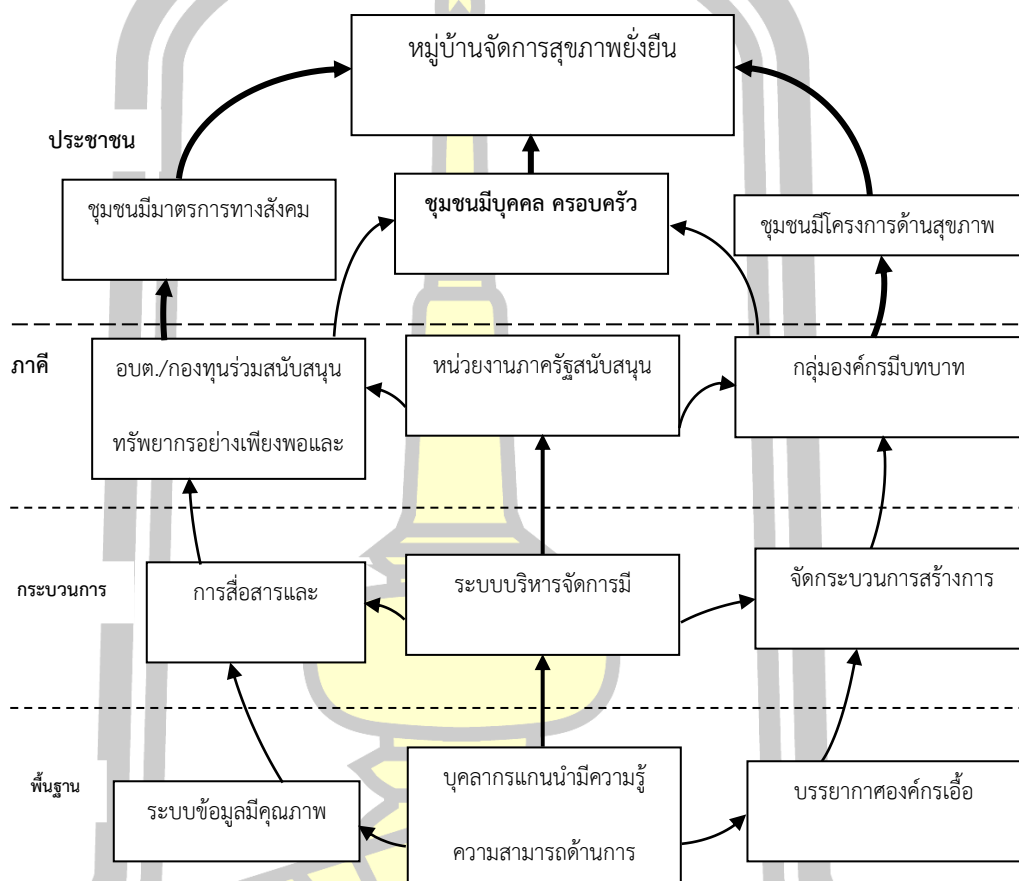 หมู่บ้านจัดการสุขภาพยั่งยืน
ประชาชน
ชุมชนมีมาตรการทางสังคม
ชุมชนมีบุคคล ครอบครัว
ชุมชนมีโครงการด้านสุขภาพ
ภาคี
อบต./กองทุนร่วมสนับสนุน
ทรัพยากรอย่างเพียงพอและ
หน่วยงานภาครัฐสนับสนุน
กลุ่มองค์กรมีบทบาท
กระบวนการ
การสื่อสารและ
ระบบบริหารจัดการมี
จัดกระบวนการสร้างการ
พื้นฐาน
ระบบข้อมูลมีคุณภาพ
บุคลากรแกนนำมีความรู้
ความสามารถด้านการ
บรรยากาศองค์กรเอื้อ